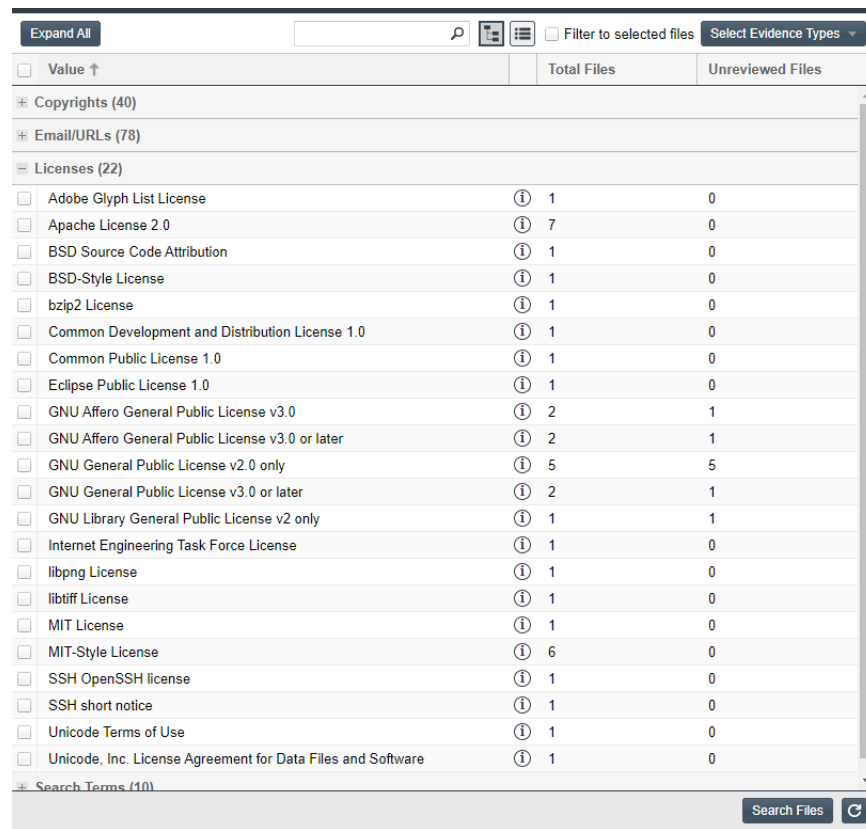 Expand All Filter to selected files Select Evidence Types
Value Total Files Unreviewed Files
Copyrights (40)
Email/URLs (78)
Licenses (22)
Adobe Glyph List License 1 0
Apache License 2.0 7 0
BSD Source Code Attribution 1 0
BSD-Style License 1 0
bzip2 License 1 0
Common Development and Distribution License 1.0 1 0
Common Public License 1.0 1 0
Eclipse Public License 1.0 1 0
GNU Affero General Public License v3.0 2 1
GNU Affero General Public License v3.0 or later 2 1
GNU General Public License v2.0 only 5 5
GNU General Public License v3.0 or later 2 1
GNU Library General Public License v2 only 1 1
Internet Engineering Task Force License 1 0
libpng License 1 0
libtiff License 1 0
MIT License 1 0
MIT-Style License 6 0
SSH OpenSSH license 1 0
SSH short notice 1 0
Unicode Terms of Use 1 0
Unicode, Inc. License Agreement for Data Files and Software 1 0
Search Terms (10)
Search Files